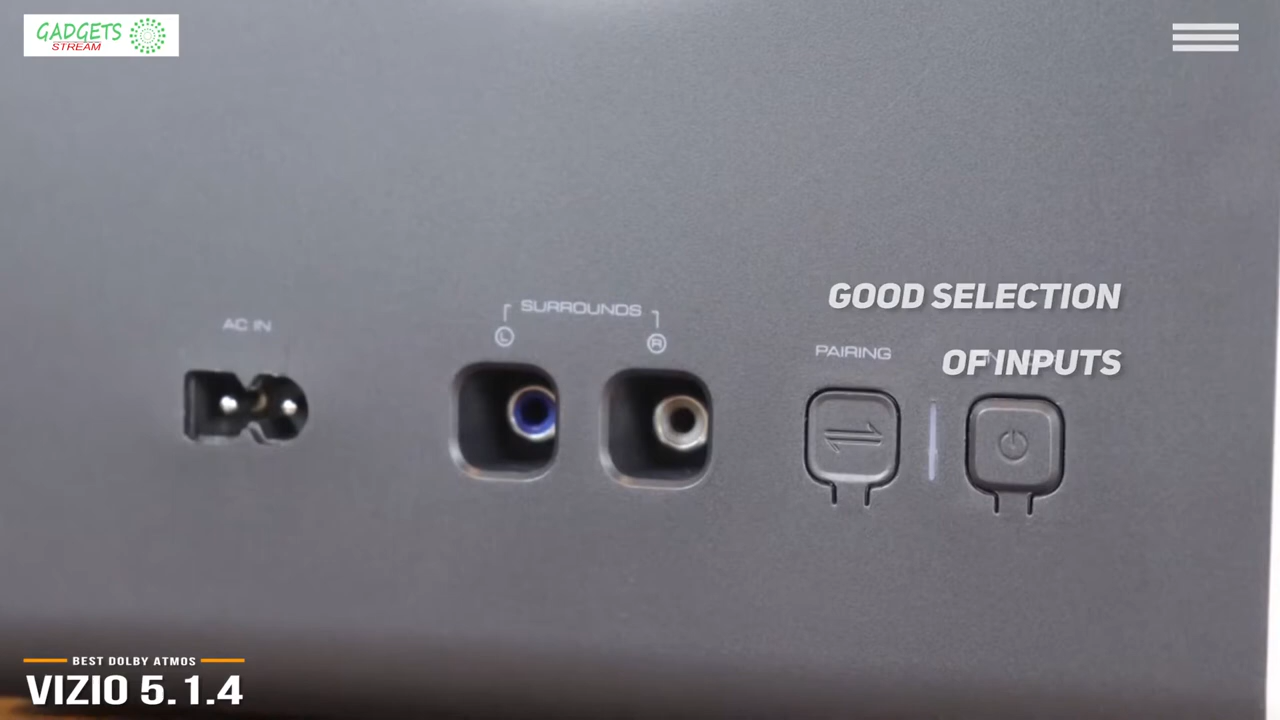 GADGETS
STREAM
GOOD SELECTION
OF INPUTS
SURROUNDS
L
R
AC IN
PAIRING
BEST DOLBY ATMOS
VIZIO 5.1.4